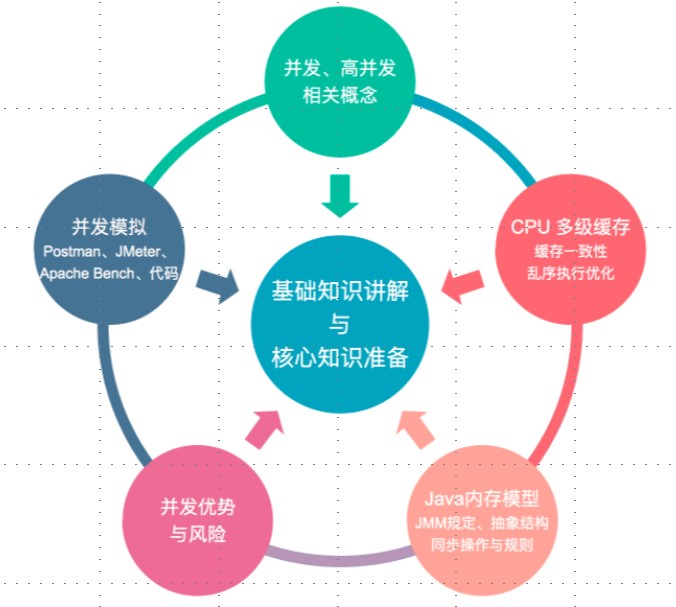 并发、高并发
相关概念
CPU 多级缓存
缓存一致性
乱序执行优化
Java内存模型
JMM规定、抽象结构
同步操作与规则
并发优势
与风险
并发模拟
Postman、JMeter、
Apache Bench、代码
基础知识讲解
与
核心知识准备